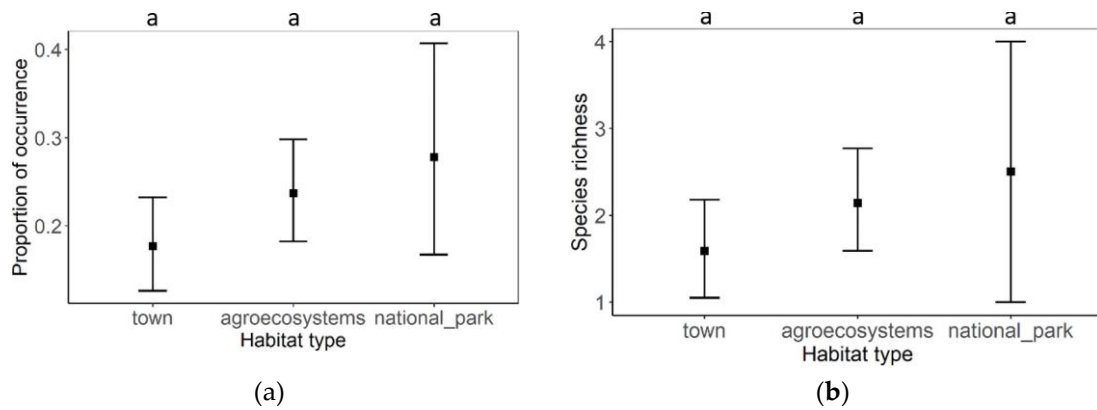 a a a
0.4
0.3
0.2
Proportion of occurrence
town agroecosystems national_park
Habitat type
(a)
a a a
4
3
2
1
Species richness
town agroecosystems national_park
Habitat type
(b)